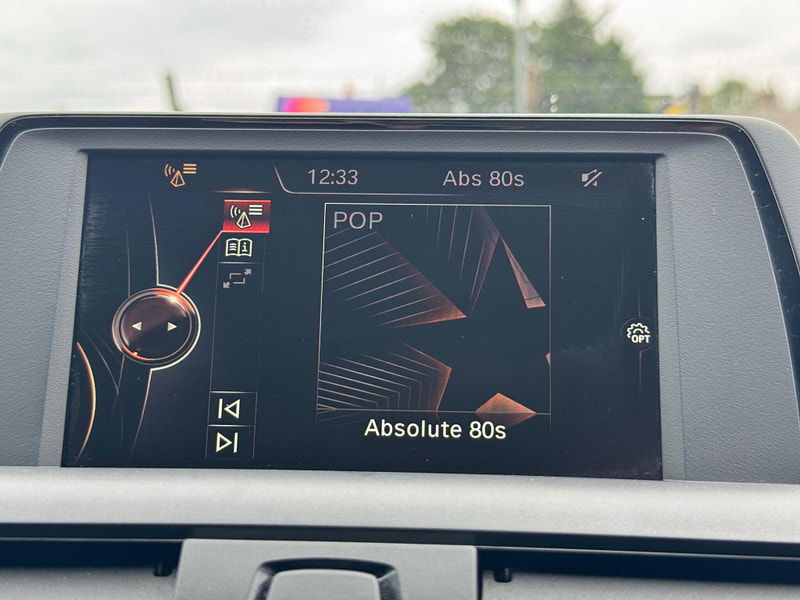 12:33 Abs 80s
POP
OPT
Absolute 80s